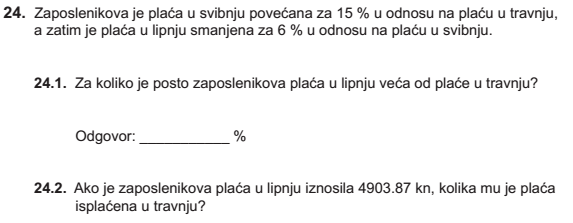 24. Zaposlenikova je plaća u svibnju povećana za 15 % u odnosu na plaću u travnju,
a zatim je plaća u lipnju smanjena za 6 % u odnosu na plaću u svibnju.
24.1. Za koliko je posto zaposlenikova plaća u lipnju veća od plaće u travnju?
Odgovor: ___________ %
24.2. Ako je zaposlenikova plaća u lipnju iznosila 4903.87 kn, kolika mu je plaća
isplaćena u travnju?